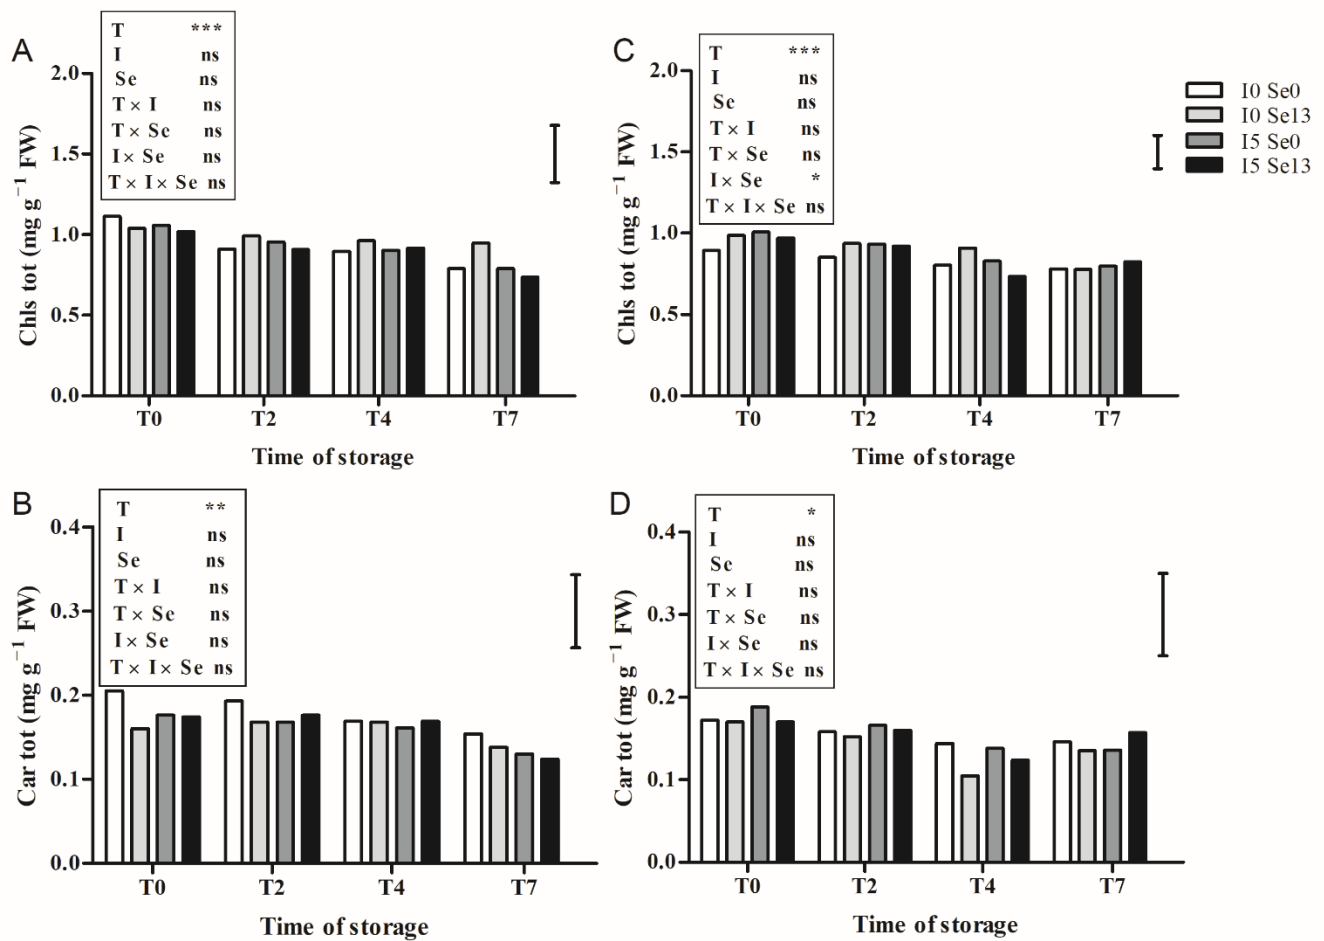 A
T ***
I ns
Se ns
T × I ns
T × Se ns
I × Se ns
T × I × Se ns
2.0
1.5
1.0
0.5
0.0
Chls tot (mg g⁻¹ FW)
T0 T2 T4 T7
Time of storage
C
T ***
I ns
Se ns
T × I ns
T × Se ns
I × Se *
T × I × Se ns
2.0
1.5
1.0
0.5
0.0
Chls tot (mg g⁻¹ FW)
T0 T2 T4 T7
Time of storage
I0 Se0
I0 Se13
I5 Se0
I5 Se13
B
T **
I ns
Se ns
T × I ns
T × Se ns
I × Se ns
T × I × Se ns
0.4
0.3
0.2
0.1
0.0
Car tot (mg g⁻¹ FW)
T0 T2 T4 T7
Time of storage
D
T *
I ns
Se ns
T × I ns
T × Se ns
I × Se ns
T × I × Se ns
0.4
0.3
0.2
0.1
0.0
Car tot (mg g⁻¹ FW)
T0 T2 T4 T7
Time of storage